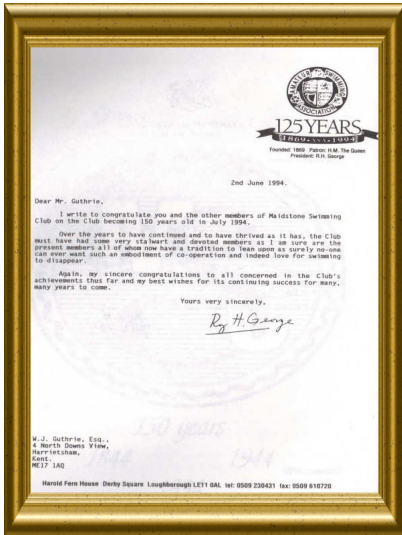 AMATEUR SWIMMING
ASSOCIATION
125 YEARS
1869 1994
Founded: 1869 Patron: H.M. The Queen
President: R.H. George
2nd June 1994.
Dear Mr. Guthrie,
I write to congratulate you and the other members of Maidstone Swimming
Club on the Club becoming 150 years old in July 1994.
Over the years to have continued and to have thrived as it has, the Club
must have had some very stalwart and devoted members as I am sure are the
present members all of whom now have a tradition to lean upon as surely no-one
can ever want such an embodiment of co-operation and indeed love for swimming
to disappear.
Again, my sincere congratulations to all concerned in the Club's
achievements thus far and my best wishes for its continuing success for many,
many years to come.
Yours very sincerely,
Roy H. George
150 years
1844 1944
W.J. Guthrie, Esq.,
4 North Downs View,
Harrietsham,
Kent.
ME17 1AQ
Harold Fern House Derby Square Loughborough LE11 0AL tel: 0509 230431 fax: 0509 610720